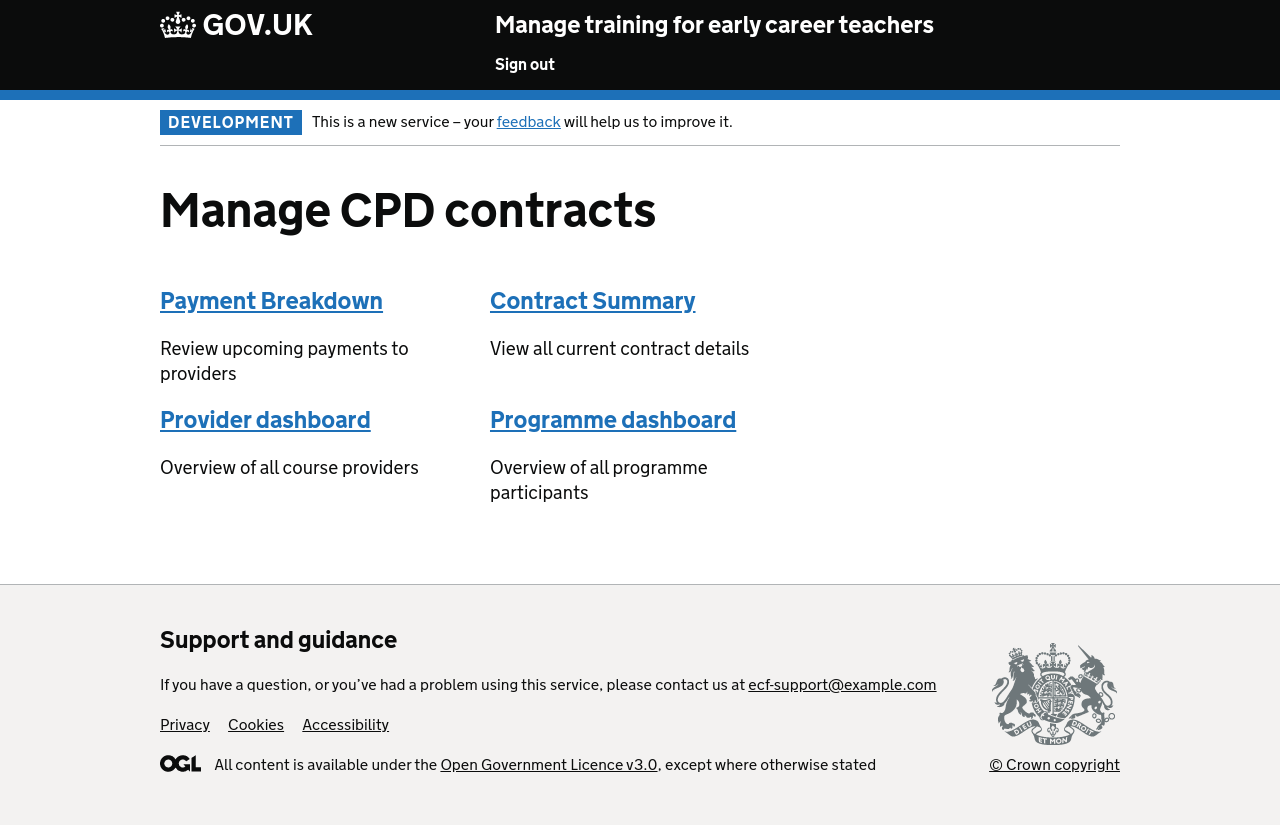 GOV.UK
Manage training for early career teachers
Sign out
DEVELOPMENT This is a new service – your feedback will help us to improve it.
Manage CPD contracts
Payment Breakdown
Review upcoming payments to
providers
Contract Summary
View all current contract details
Provider dashboard
Overview of all course providers
Programme dashboard
Overview of all programme
participants
Support and guidance
If you have a question, or you’ve had a problem using this service, please contact us at ecf-support@example.com
Privacy Cookies Accessibility
OGL All content is available under the Open Government Licence v3.0, except where otherwise stated
DIEU ET MON DROIT
© Crown copyright